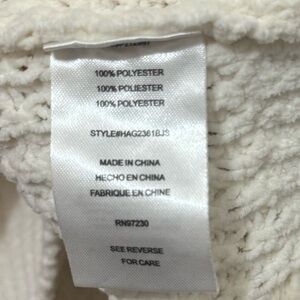 100% POLYESTER
100% POLIESTER
100% POLYESTER
STYLE#HAG2361BJS
MADE IN CHINA
HECHO EN CHINA
FABRIQUE EN CHINE
RN97230
SEE REVERSE
FOR CARE